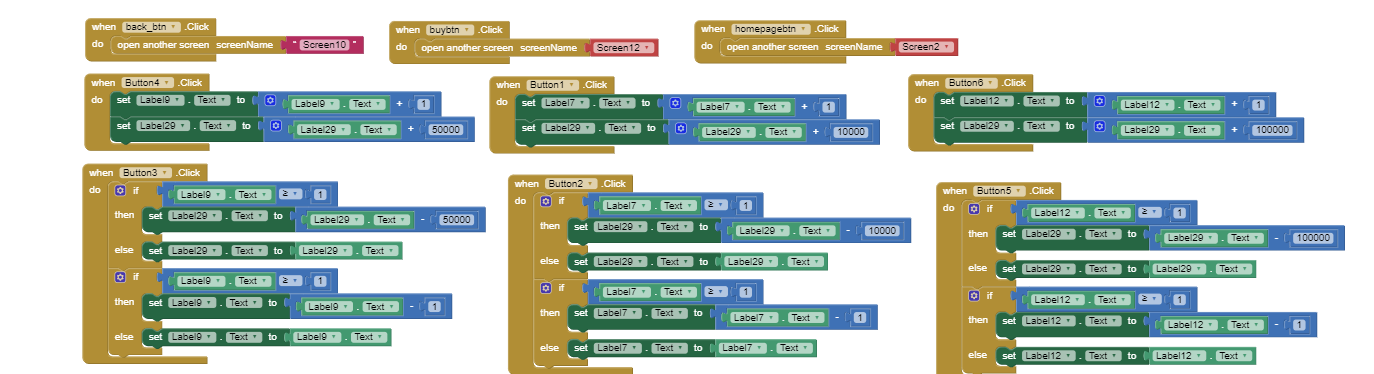 when back_btn .Click
do open another screen screenName " Screen10 "
when buybtn .Click
do open another screen screenName Screen12
when homepagebtn .Click
do open another screen screenName Screen2
when Button4 .Click
do set Label9 . Text to Label9 . Text + 1
set Label29 . Text to Label29 . Text + 50000
when Button1 .Click
do set Label7 . Text to Label7 . Text + 1
set Label29 . Text to Label29 . Text + 10000
when Button6 .Click
do set Label12 . Text to Label12 . Text + 1
set Label29 . Text to Label29 . Text + 100000
when Button3 .Click
do if Label9 . Text ≥ 1
then set Label29 . Text to Label29 . Text - 50000
else set Label29 . Text to Label29 . Text
if Label9 . Text ≥ 1
then set Label9 . Text to Label9 . Text - 1
else set Label9 . Text to Label9 . Text
when Button2 .Click
do if Label7 . Text ≥ 1
then set Label29 . Text to Label29 . Text - 10000
else set Label29 . Text to Label29 . Text
if Label7 . Text ≥ 1
then set Label7 . Text to Label7 . Text - 1
else set Label7 . Text to Label7 . Text
when Button5 .Click
do if Label12 . Text ≥ 1
then set Label29 . Text to Label29 . Text - 100000
else set Label29 . Text to Label29 . Text
if Label12 . Text ≥ 1
then set Label12 . Text to Label12 . Text - 1
else set Label12 . Text to Label12 . Text